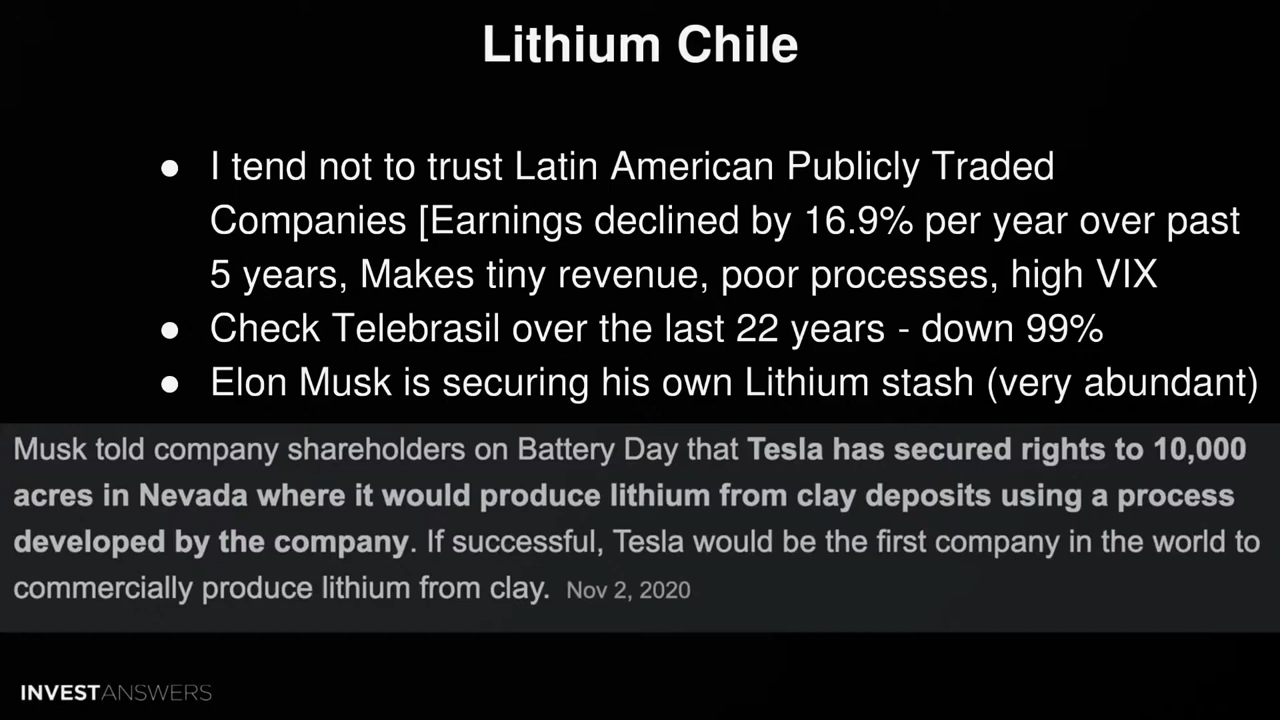 Lithium Chile
● I tend not to trust Latin American Publicly Traded
Companies [Earnings declined by 16.9% per year over past
5 years, Makes tiny revenue, poor processes, high VIX
● Check Telebrasil over the last 22 years - down 99%
● Elon Musk is securing his own Lithium stash (very abundant)
Musk told company shareholders on Battery Day that Tesla has secured rights to 10,000
acres in Nevada where it would produce lithium from clay deposits using a process
developed by the company. If successful, Tesla would be the first company in the world to
commercially produce lithium from clay. Nov 2, 2020
INVESTANSWERS